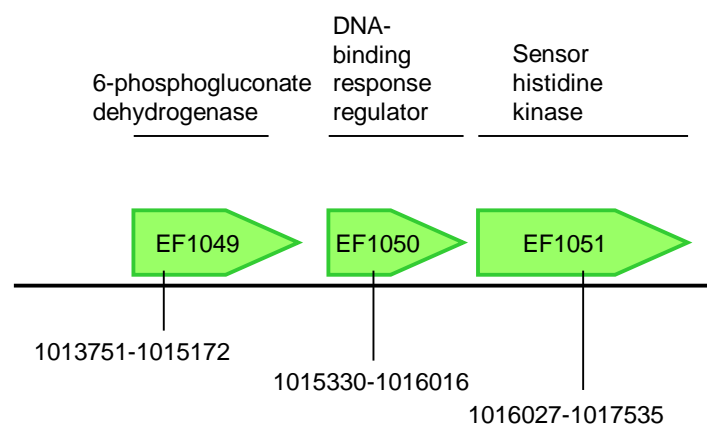 6-phosphogluconate
dehydrogenase
DNA-
binding
response
regulator
Sensor
histidine
kinase
EF1049
EF1050
EF1051
1013751-1015172
1015330-1016016
1016027-1017535